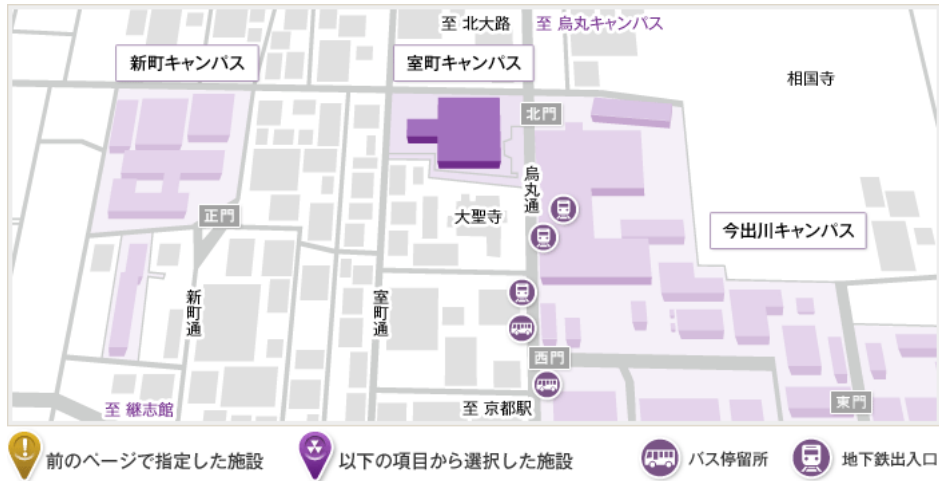 至 北大路
至 烏丸キャンパス
新町キャンパス
室町キャンパス
相国寺
北門
烏丸通
大聖寺
正門
今出川キャンパス
新町通
室町通
西門
至 継志館
至 京都駅
東門
前のページで指定した施設
以下の項目から選択した施設
バス停留所
地下鉄出入口